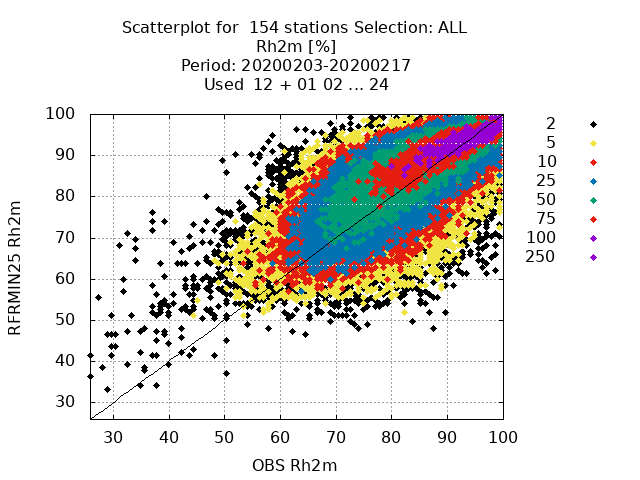 Scatterplot for  154 stations Selection: ALL
Rh2m [%]
Period: 20200203-20200217
Used  12 + 01 02 ... 24
RFRMIN25 Rh2m
100
90
80
70
60
50
40
30
30 40 50 60 70 80 90 100
OBS Rh2m
2
5
10
25
50
75
100
250